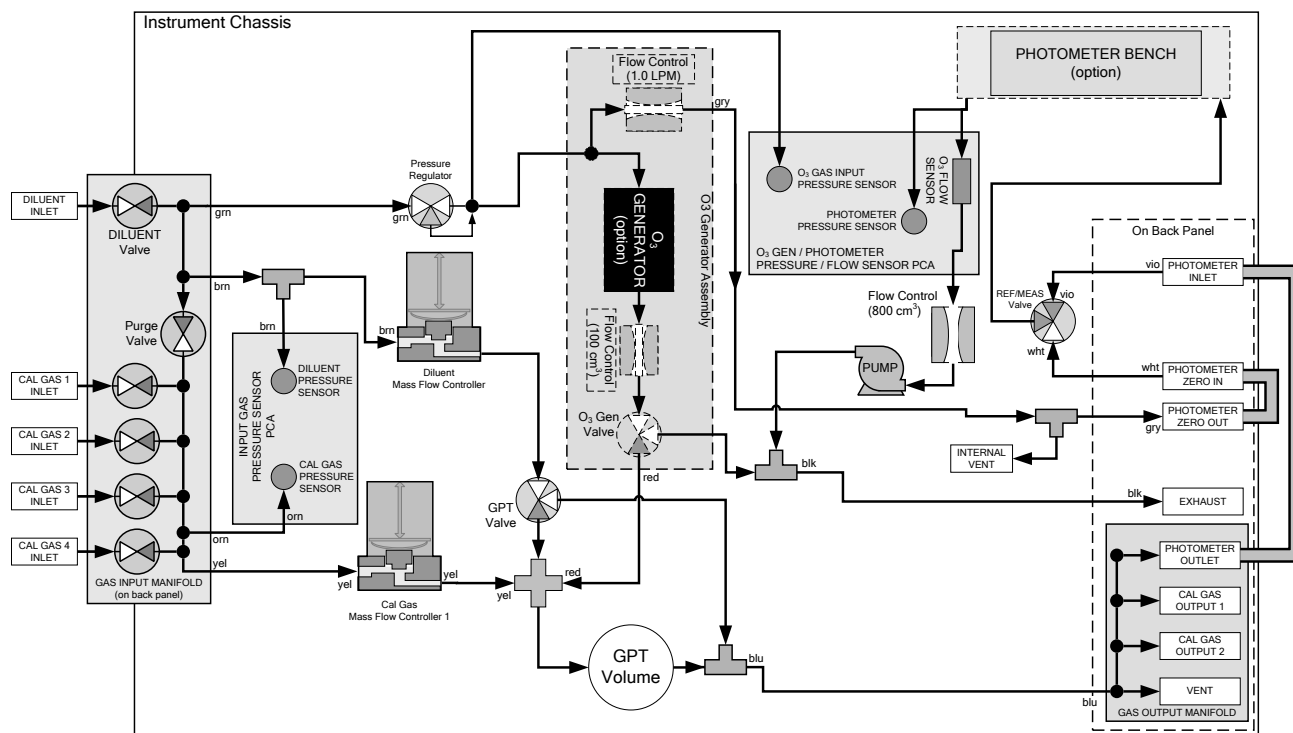 Instrument Chassis
Flow Control
(1.0 LPM)
gry
PHOTOMETER BENCH
(option)
Pressure
Regulator
O₃ GAS INPUT
PRESSURE SENSOR
O₃ FLOW
SENSOR
PHOTOMETER
PRESSURE SENSOR
O₃ GEN / PHOTOMETER
PRESSURE / FLOW SENSOR PCA
DILUENT
INLET
DILUENT
Valve
grn
grn
O₃
GENERATOR
(option)
O3 Generator Assembly
On Back Panel
vio
PHOTOMETER
INLET
REF/MEAS
Valve
vio
wht
wht
PHOTOMETER
ZERO IN
PHOTOMETER
ZERO OUT
gry
brn
brn
brn
Purge
Valve
Flow Control
(100 cm³)
Flow Control
(800 cm³)
PUMP
Diluent
Mass Flow Controller
DILUENT
PRESSURE
SENSOR
INPUT GAS
PRESSURE SENSOR
PCA
CAL GAS
PRESSURE
SENSOR
CAL GAS 1
INLET
CAL GAS 2
INLET
CAL GAS 3
INLET
CAL GAS 4
INLET
O₃ Gen
Valve
INTERNAL
VENT
red
blk
blk
EXHAUST
GPT
Valve
orn
orn
yel
yel
yel
yel
red
GAS INPUT MANIFOLD
(on back panel)
Cal Gas
Mass Flow Controller 1
PHOTOMETER
OUTLET
CAL GAS
OUTPUT 1
CAL GAS
OUTPUT 2
VENT
GPT
Volume
blu
blu
GAS OUTPUT MANIFOLD